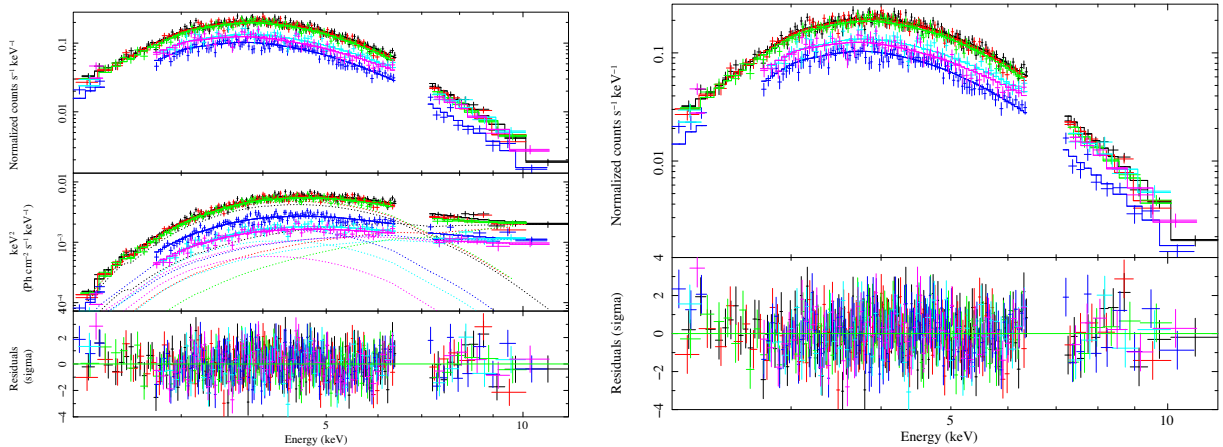 Normalized counts s⁻¹ keV⁻¹
0.1
0.01
keV²
(Ph cm⁻² s⁻¹ keV⁻¹)
0.01
10⁻³
10⁻⁴
Residuals (sigma)
2
0
−2
−4
5
10
Energy (keV)
Normalized counts s⁻¹ keV⁻¹
0.1
0.01
4
Residuals (sigma)
2
0
−2
−4
5
10
Energy (keV)